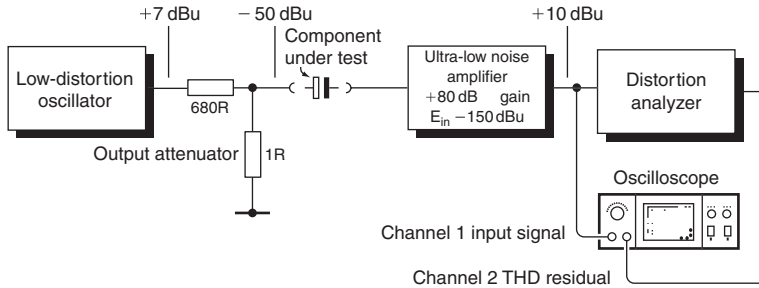 +7 dBu
− 50 dBu
+10 dBu
Component
under test
Low-distortion
oscillator
680R
Ultra-low noise
amplifier
+80 dB gain
Ein −150 dBu
Distortion
analyzer
Output attenuator
1R
Oscilloscope
Channel 1 input signal
Channel 2 THD residual